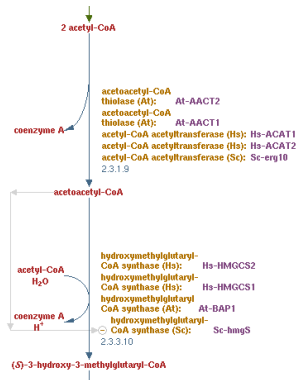 2 acetyl-CoA
acetoacetyl-CoA
thiolase (At): At-AACT2
acetoacetyl-CoA
thiolase (At): At-AACT1
coenzyme A
acetyl-CoA acetyltransferase (Hs): Hs-ACAT1
acetyl-CoA acetyltransferase (Hs): Hs-ACAT2
acetyl-CoA acetyltransferase (Sc): Sc-erg10
2.3.1.9
acetoacetyl-CoA
hydroxymethylglutaryl-
CoA synthase (Hs): Hs-HMGCS2
acetyl-CoA
H2O
hydroxymethylglutaryl-
CoA synthase (Hs): Hs-HMGCS1
hydroxymethylglutaryl-
CoA synthase (At): At-BAP1
coenzyme A
H+
hydroxymethylglutaryl-
CoA synthase (Sc): Sc-hmgS
2.3.3.10
(S)-3-hydroxy-3-methylglutaryl-CoA